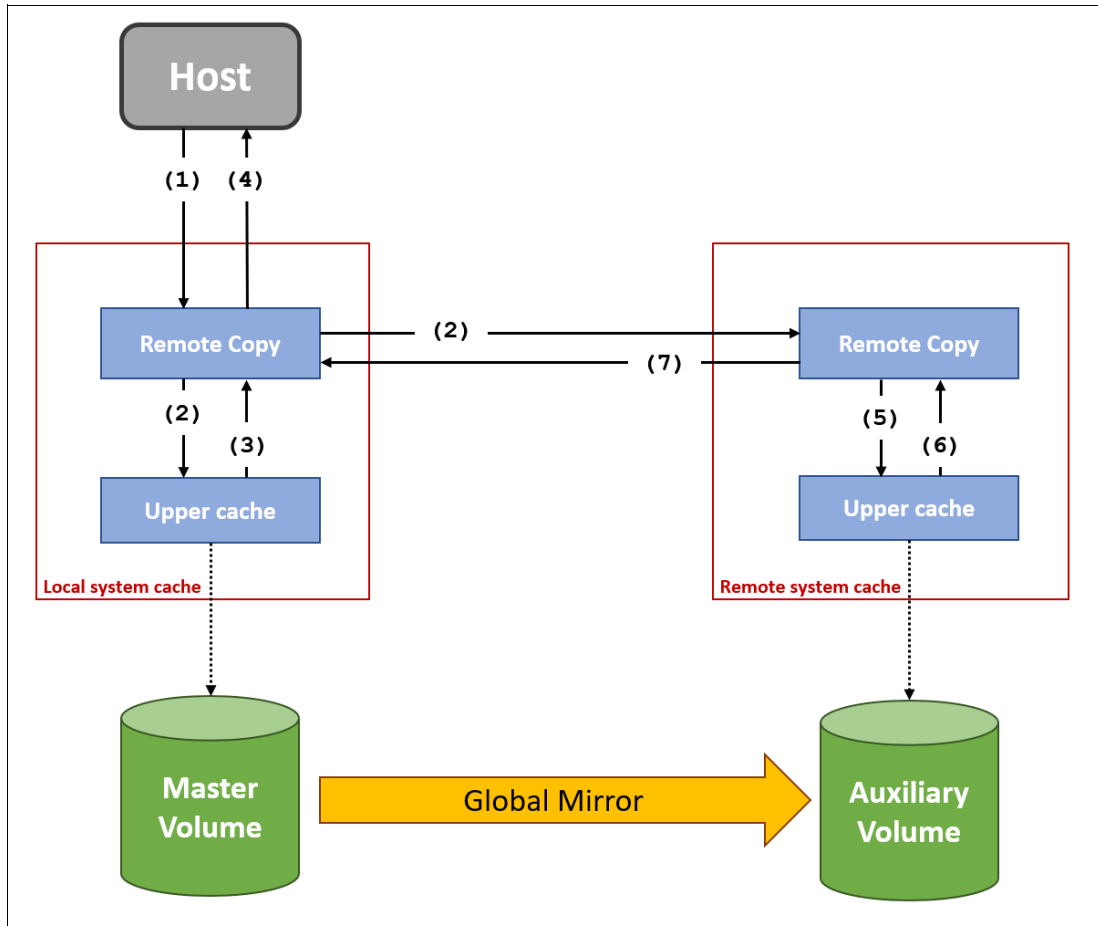 Host
(1)
(4)
Remote Copy
(2)
(7)
Remote Copy
(2)
(3)
(5)
(6)
Upper cache
Upper cache
Local system cache
Remote system cache
Master
Volume
Global Mirror
Auxiliary
Volume